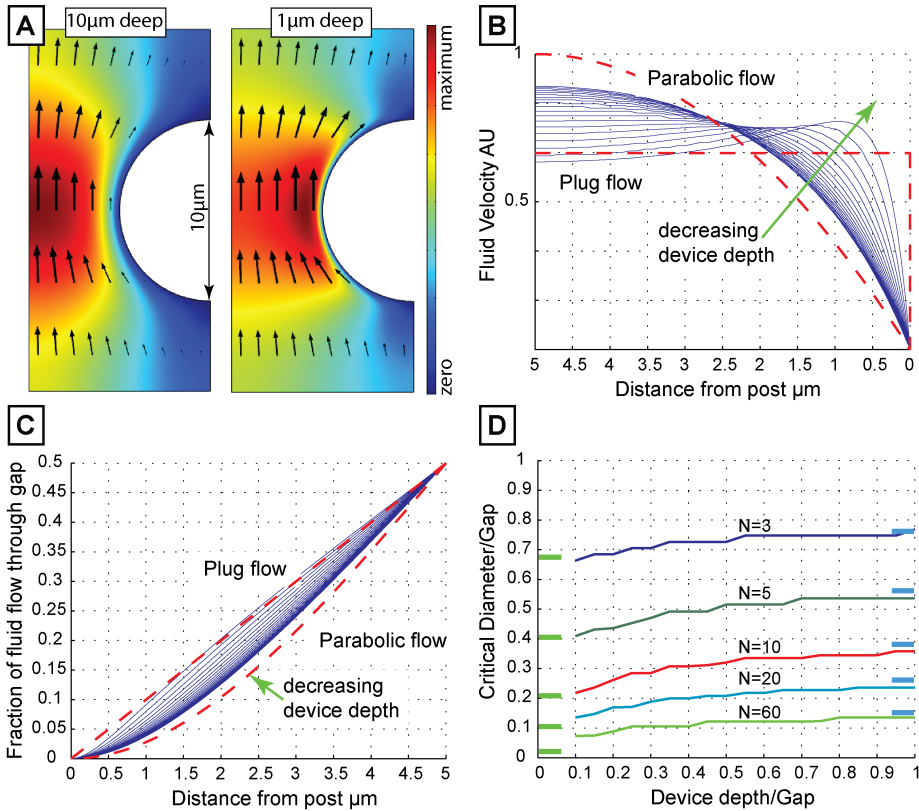 A
10µm deep
1µm deep
10µm
maximum
zero
B
Fluid Velocity AU
1
0.5
Parabolic flow
Plug flow
decreasing
device depth
5 4.5 4 3.5 3 2.5 2 1.5 1 0.5 0
Distance from post µm
C
Fraction of fluid flow through gap
0.5
0.45
0.4
0.35
0.3
0.25
0.2
0.15
0.1
0.05
0
Plug flow
Parabolic flow
decreasing
device depth
0 0.5 1 1.5 2 2.5 3 3.5 4 4.5 5
Distance from post µm
D
Critical Diameter/Gap
1
0.9
0.8
0.7
0.6
0.5
0.4
0.3
0.2
0.1
0
N=3
N=5
N=10
N=20
N=60
0 0.1 0.2 0.3 0.4 0.5 0.6 0.7 0.8 0.9 1
Device depth/Gap